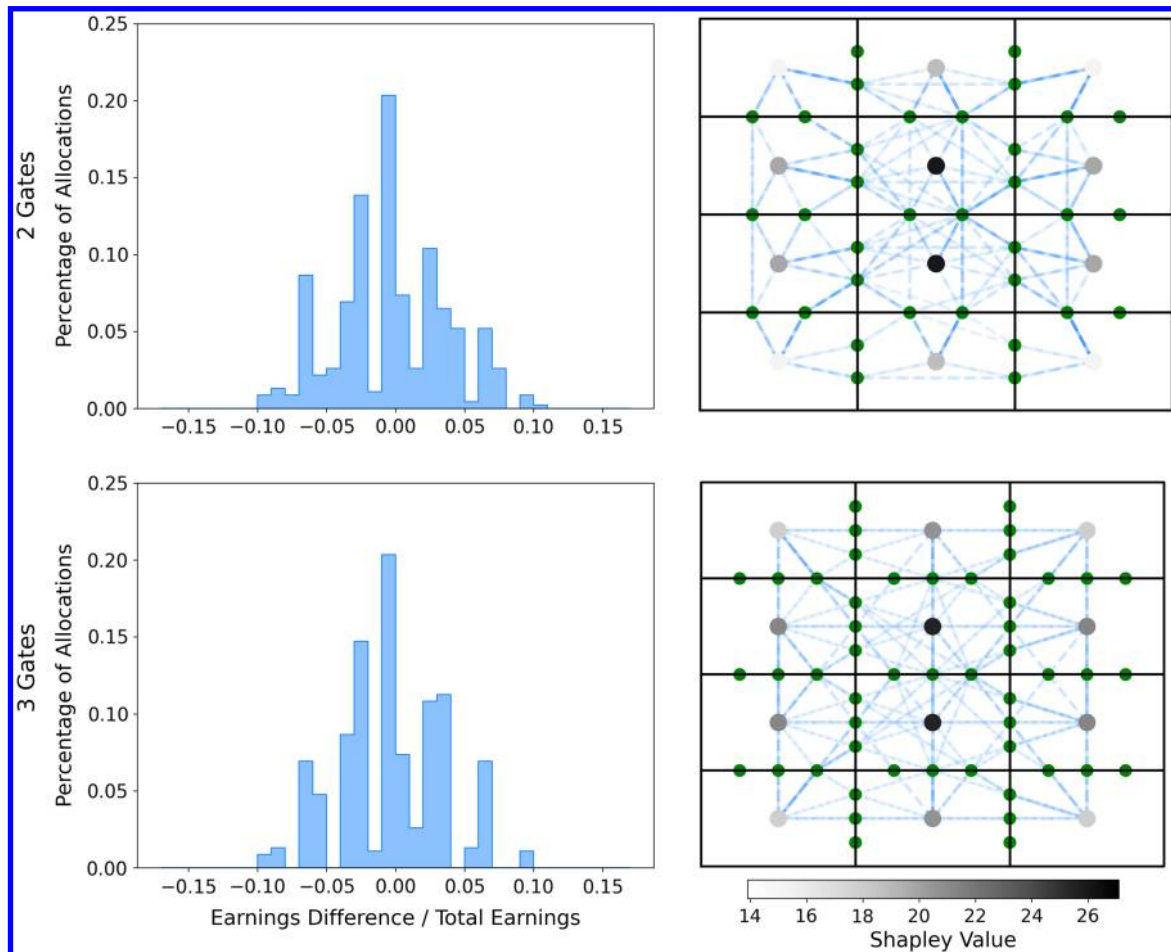 2 Gates
Percentage of Allocations
0.25
0.20
0.15
0.10
0.05
0.00
−0.15 −0.10 −0.05 0.00 0.05 0.10 0.15
3 Gates
Percentage of Allocations
0.25
0.20
0.15
0.10
0.05
0.00
−0.15 −0.10 −0.05 0.00 0.05 0.10 0.15
Earnings Difference / Total Earnings
14 16 18 20 22 24 26
Shapley Value